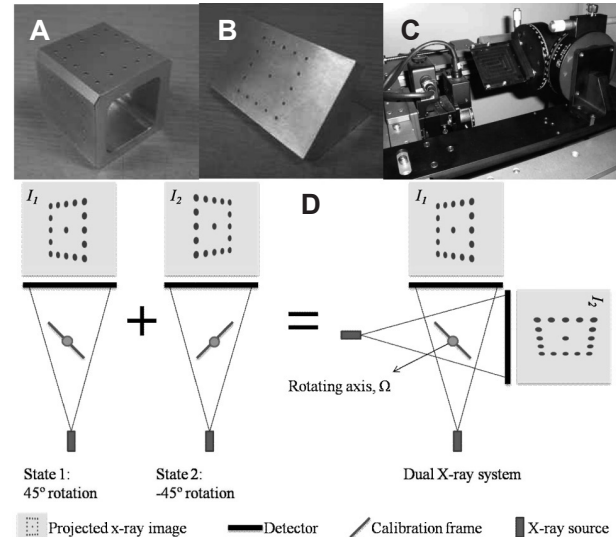 A
B
C
D
I1
I2
I1
I2
Rotating axis, Ω
State 1:
45° rotation
State 2:
-45° rotation
Dual X-ray system
Projected x-ray image
Detector
Calibration frame
X-ray source